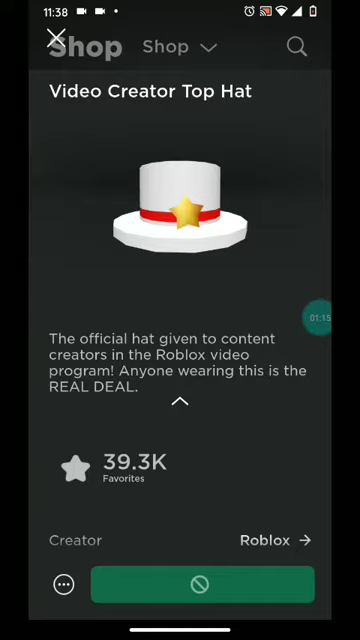 11:38
Shop
Shop
Video Creator Top Hat
01:15
The official hat given to content
creators in the Roblox video
program! Anyone wearing this is the
REAL DEAL.
39.3K
Favorites
Creator
Roblox